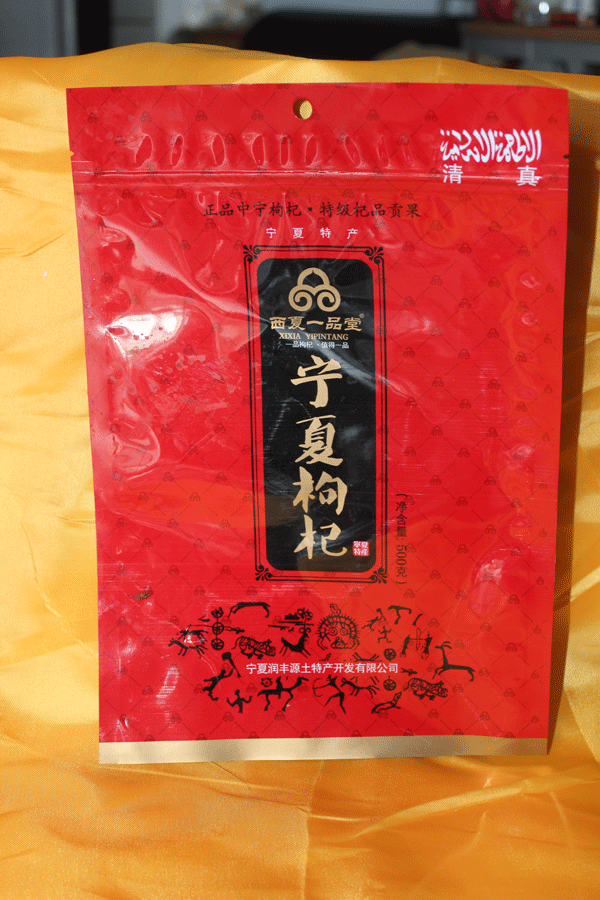 清 真
正品中宁枸杞·特级杞品贡果
宁夏特产
西夏一品堂®
XIXIA YIPINTANG
一品枸杞·值得一品
宁夏枸杞
寧夏
特産
(净含量:500克)
宁夏润丰源土特产开发有限公司